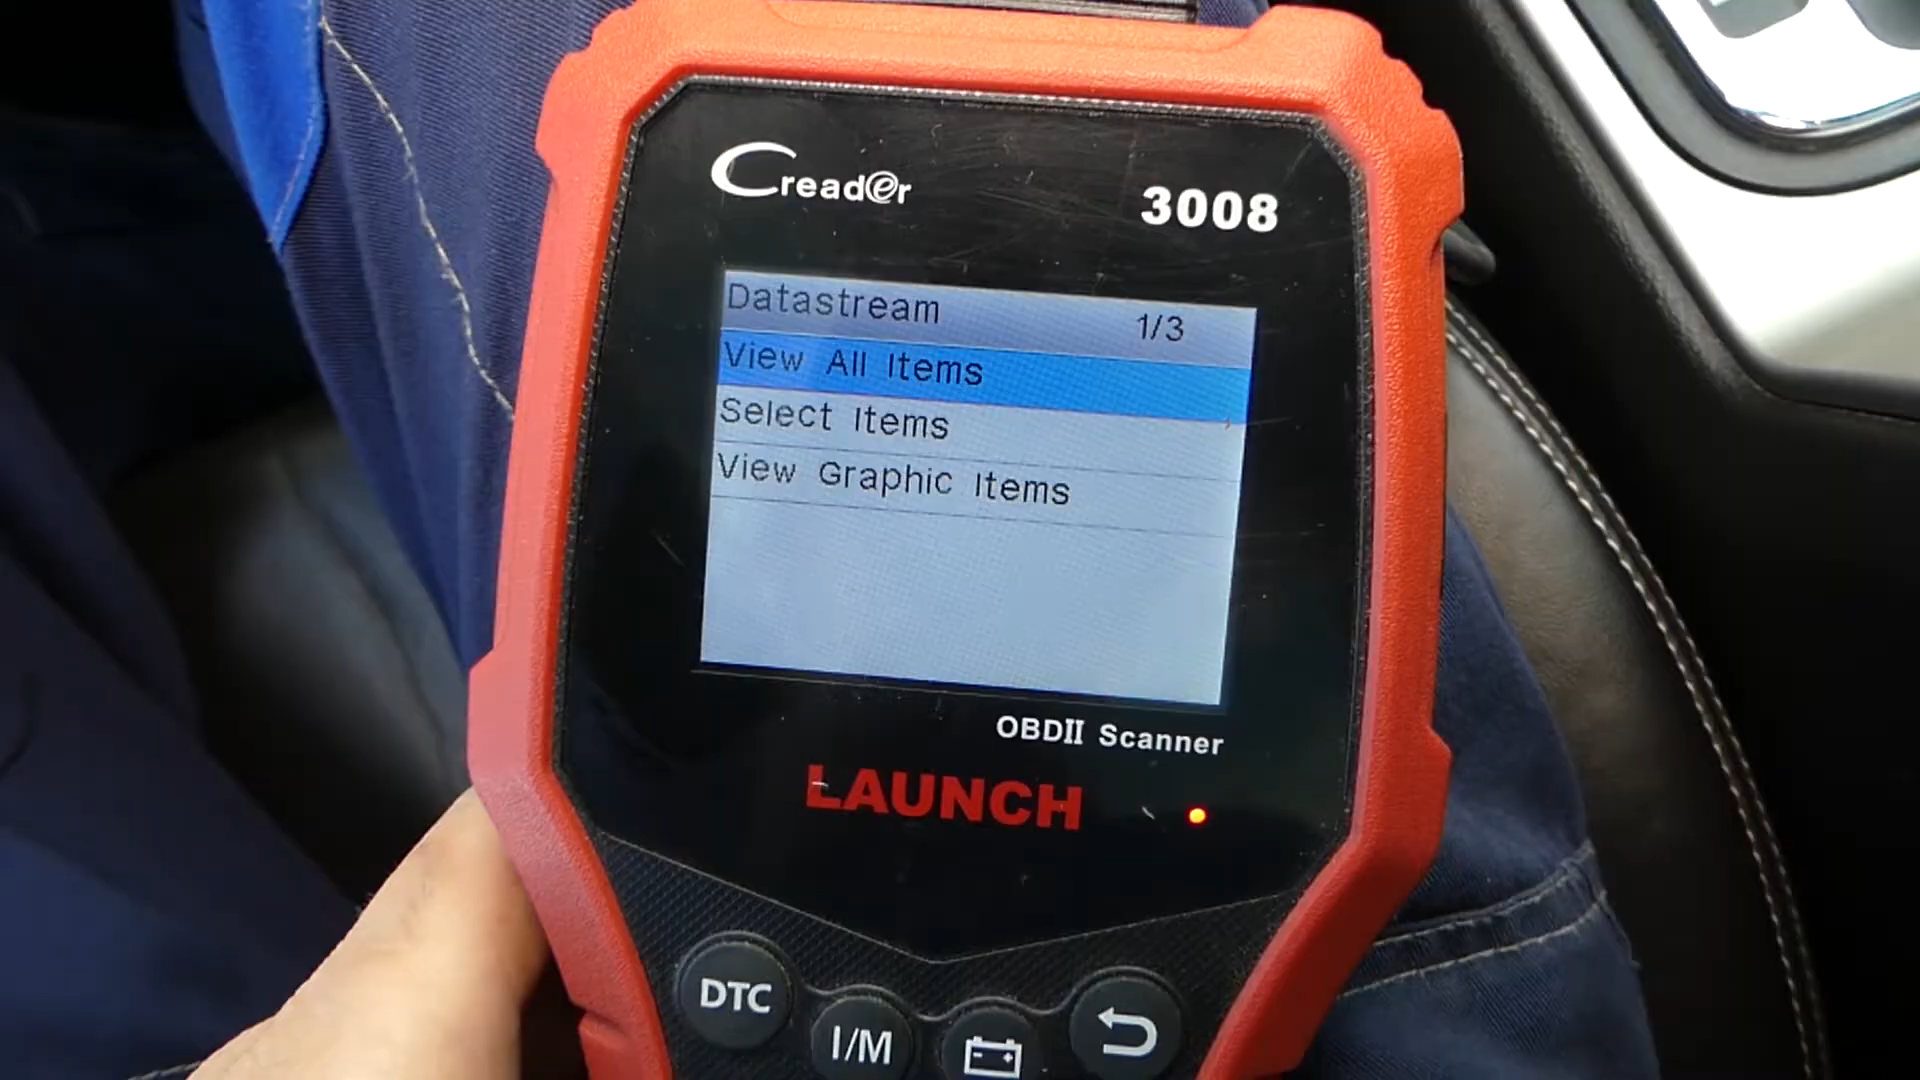 Creader
3008
Datastream 1/3
View All Items
Select Items
View Graphic Items
OBDII Scanner
LAUNCH
DTC
I/M